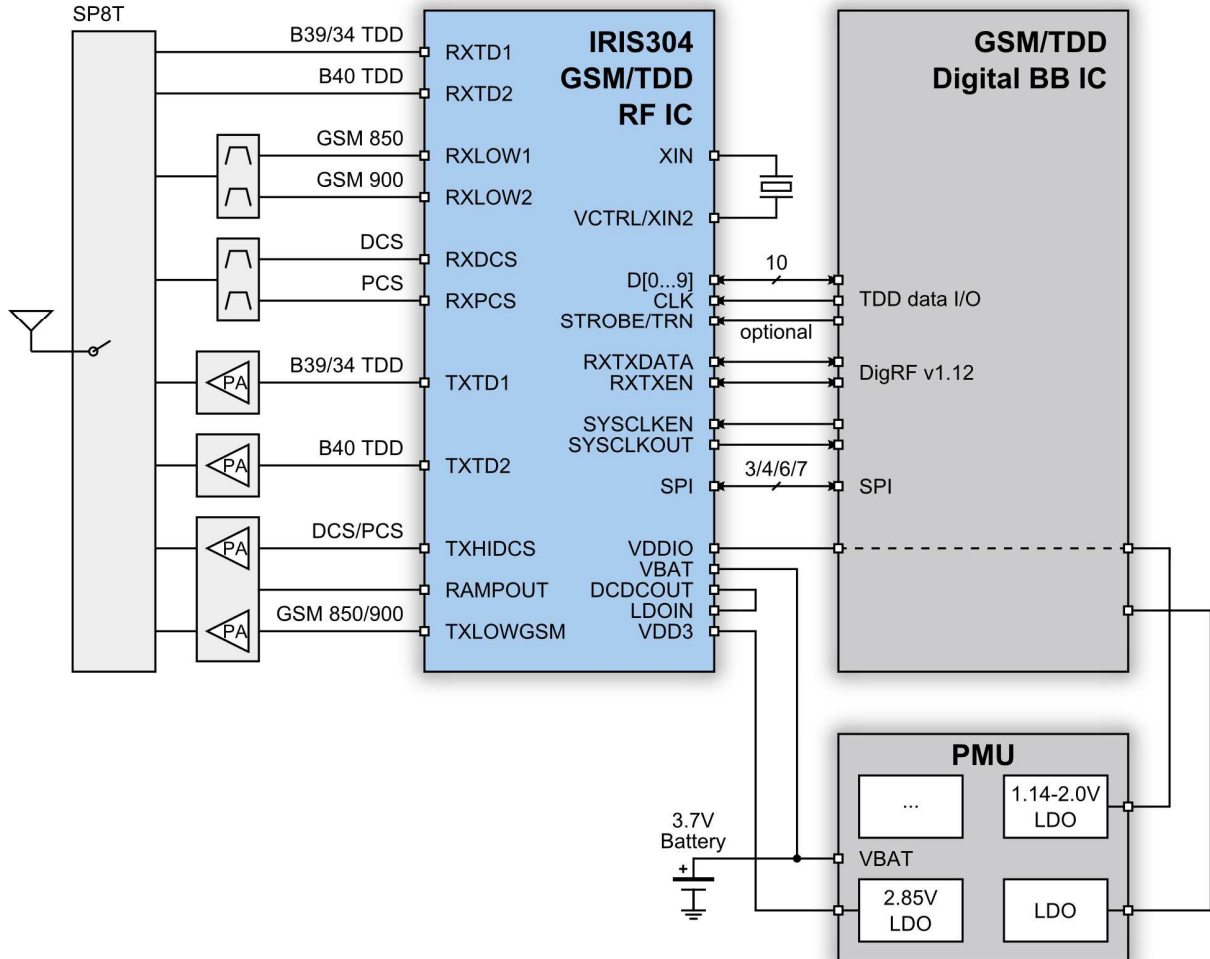 SP8T
B39/34 TDD
B40 TDD
GSM 850
GSM 900
DCS
PCS
B39/34 TDD
PA
B40 TDD
PA
DCS/PCS
PA
GSM 850/900
PA
IRIS304
GSM/TDD
RF IC
RXTD1
RXTD2
RXLOW1
RXLOW2
RXDCS
RXPCS
TXTD1
TXTD2
TXHIDCS
RAMPOUT
TXLOWGSM
XIN
VCTRL/XIN2
D[0...9]
CLK
STROBE/TRN
RXTXDATA
RXTXEN
SYSCLKEN
SYSCLKOUT
SPI
VDDIO
VBAT
DCDCOUT
LDOIN
VDD3
10
optional
3/4/6/7
GSM/TDD
Digital BB IC
TDD data I/O
DigRF v1.12
SPI
PMU
...
1.14-2.0V
LDO
VBAT
2.85V
LDO
LDO
3.7V
Battery
+